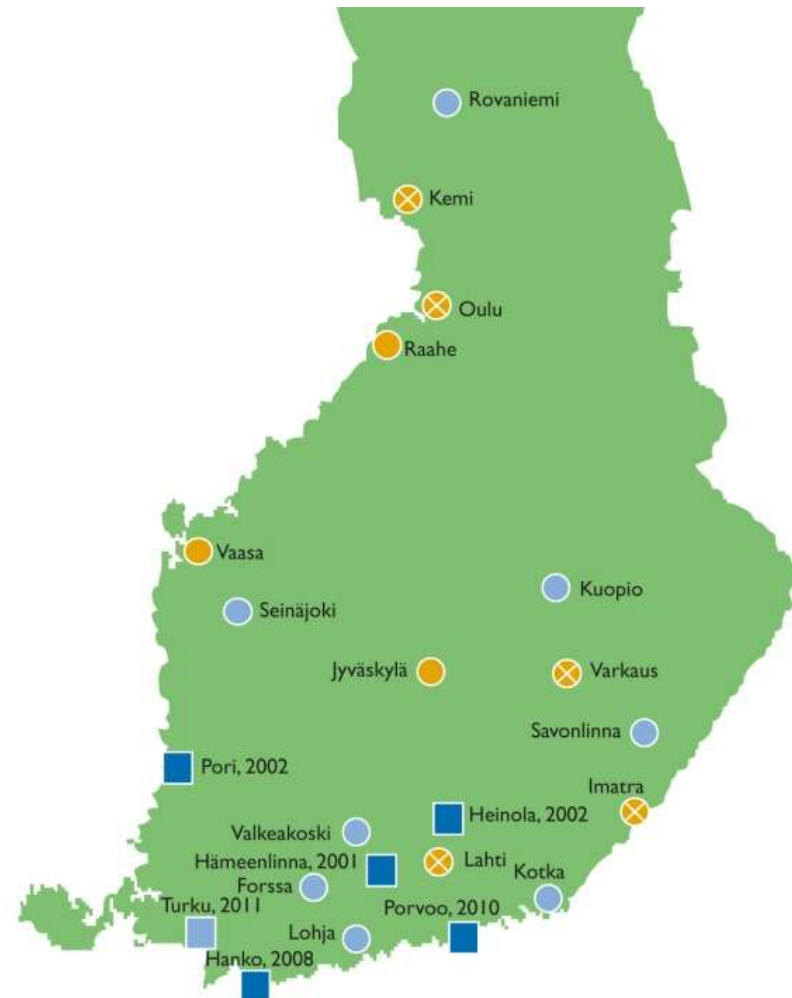 Rovaniemi
Kemi
Oulu
Raahe
Vaasa
Kuopio
Seinäjoki
Jyväskylä
Varkaus
Savonlinna
Pori, 2002
Imatra
Heinola, 2002
Valkeakoski
Hämeenlinna, 2001
Lahti
Forssa
Kotka
Turku, 2011
Porvoo, 2010
Lohja
Hanko, 2008